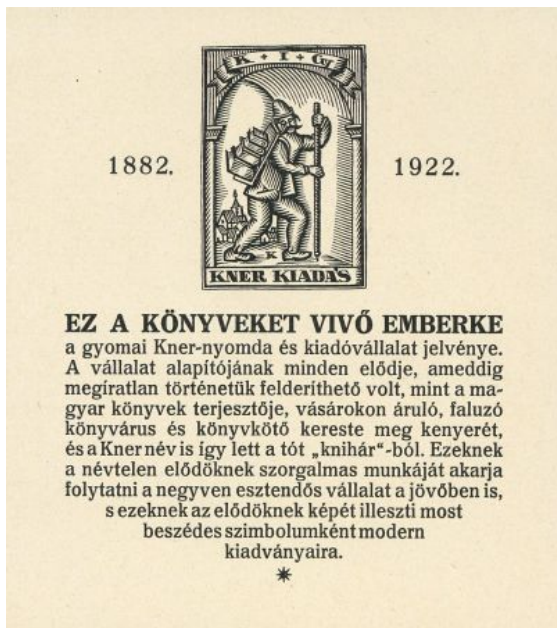 K + I + GY
1882.
1922.
K
KNER KIADÁS
EZ A KÖNYVEKET VIVŐ EMBERKE
a gyomai Kner-nyomda és kiadóvállalat jelvénye.
A vállalat alapítójának minden elődje, ameddig
megíratlan történetük felderíthető volt, mint a ma-
gyar könyvek terjesztője, vásárokon áruló, faluzó
könyvárus és könyvkötő kereste meg kenyerét,
és a Kner név is így lett a tót „knihár“-ból. Ezeknek
a névtelen elődöknek szorgalmas munkáját akarja
folytatni a negyven esztendős vállalat a jövőben is,
s ezeknek az elődöknek képét illeszti most
beszédes szimbolumként modern
kiadványaira.